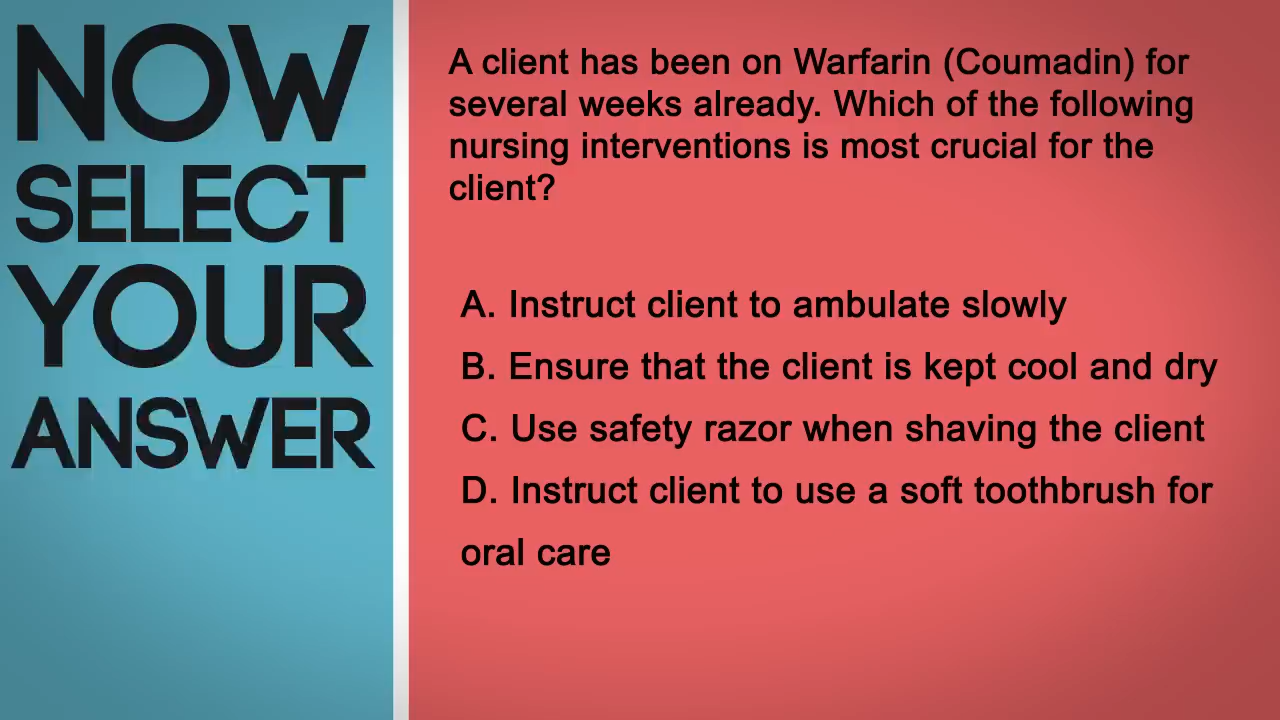 NOW
SELECT
YOUR
ANSWER
A client has been on Warfarin (Coumadin) for
several weeks already. Which of the following
nursing interventions is most crucial for the
client?
A. Instruct client to ambulate slowly
B. Ensure that the client is kept cool and dry
C. Use safety razor when shaving the client
D. Instruct client to use a soft toothbrush for
oral care